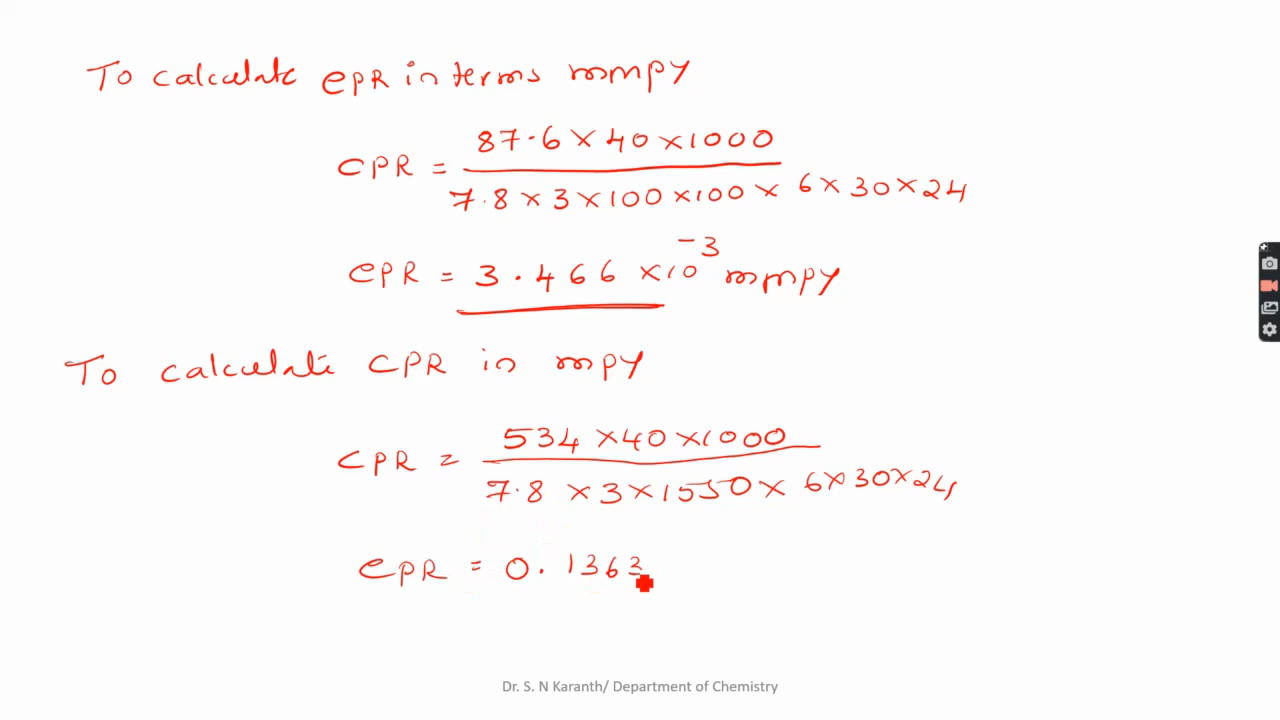 To calculate CPR in terms mmpy
CPR = 87.6 × 40 × 1000 / 7.8 × 3 × 100 × 100 × 6 × 30 × 24
CPR = 3.466 × 10⁻³ mmpy
To calculate CPR in mpy
CPR = 534 × 40 × 1000 / 7.8 × 3 × 1550 × 6 × 30 × 24
CPR = 0.1363
Dr. S. N Karanth/ Department of Chemistry